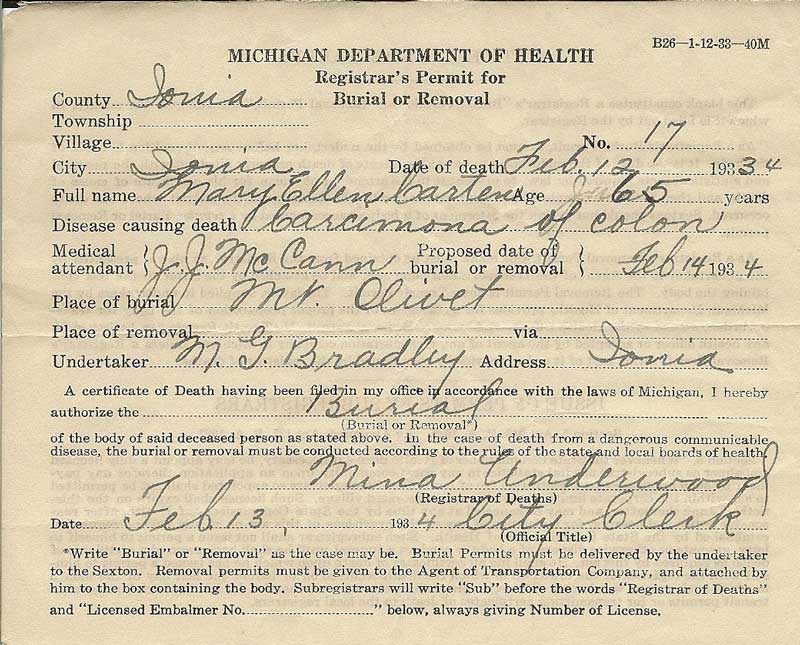 B26—1-12-33—40M
MICHIGAN DEPARTMENT OF HEALTH
Registrar's Permit for
Burial or Removal
County Ionia
Township
Village No. 17
City Ionia Date of death Feb. 12 1934
Full name Mary Ellen Carten Age 65 years
Disease causing death Carcimona of colon
Medical attendant J. J. McCann Proposed date of burial or removal Feb 14 1934
Place of burial Mt. Olivet
Place of removal via
Undertaker M. G. Bradley Address Ionia
A certificate of Death having been filed in my office in accordance with the laws of Michigan, I hereby
authorize the Burial
(Burial or Removal*)
of the body of said deceased person as stated above. In the case of death from a dangerous communicable
disease, the burial or removal must be conducted according to the rules of the state and local boards of health.
Mina Underwood
(Registrar of Deaths)
Date Feb 13, 1934 City Clerk
(Official Title)
*Write "Burial" or "Removal" as the case may be. Burial Permits must be delivered by the undertaker
to the Sexton. Removal permits must be given to the Agent of Transportation Company, and attached by
him to the box containing the body. Subregistrars will write "Sub" before the words "Registrar of Deaths"
and "Licensed Embalmer No." below, always giving Number of License.